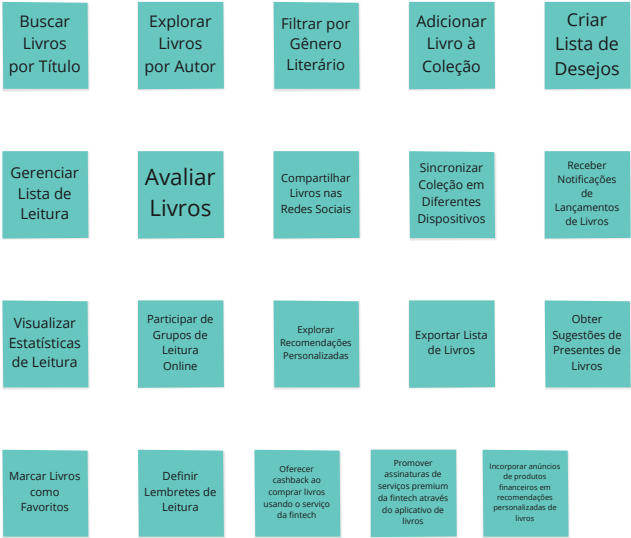 Buscar
Livros
por Título
Explorar
Livros
por Autor
Filtrar por
Gênero
Literário
Adicionar
Livro à
Coleção
Criar
Lista de
Desejos
Gerenciar
Lista de
Leitura
Avaliar
Livros
Compartilhar
Livros nas
Redes Sociais
Sincronizar
Coleção em
Diferentes
Dispositivos
Receber
Notificações
de
Lançamentos
de Livros
Visualizar
Estatísticas
de Leitura
Participar de
Grupos de
Leitura
Online
Explorar
Recomendações
Personalizadas
Exportar Lista
de Livros
Obter
Sugestões de
Presentes de
Livros
Marcar Livros
como
Favoritos
Definir
Lembretes de
Leitura
Oferecer
cashback ao
comprar livros
usando o serviço
da fintech
Promover
assinaturas de
serviços premium
da fintech através
do aplicativo de
livros
Incorporar anúncios
de produtos
financeiros em
recomendações
personalizadas de
livros